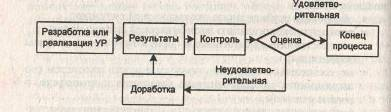 Удовлетво-
рительная
Разработка или
реализация УР
Результаты
Контроль
Оценка
Конец
процесса
Неудовлетво-
рительная
Доработка